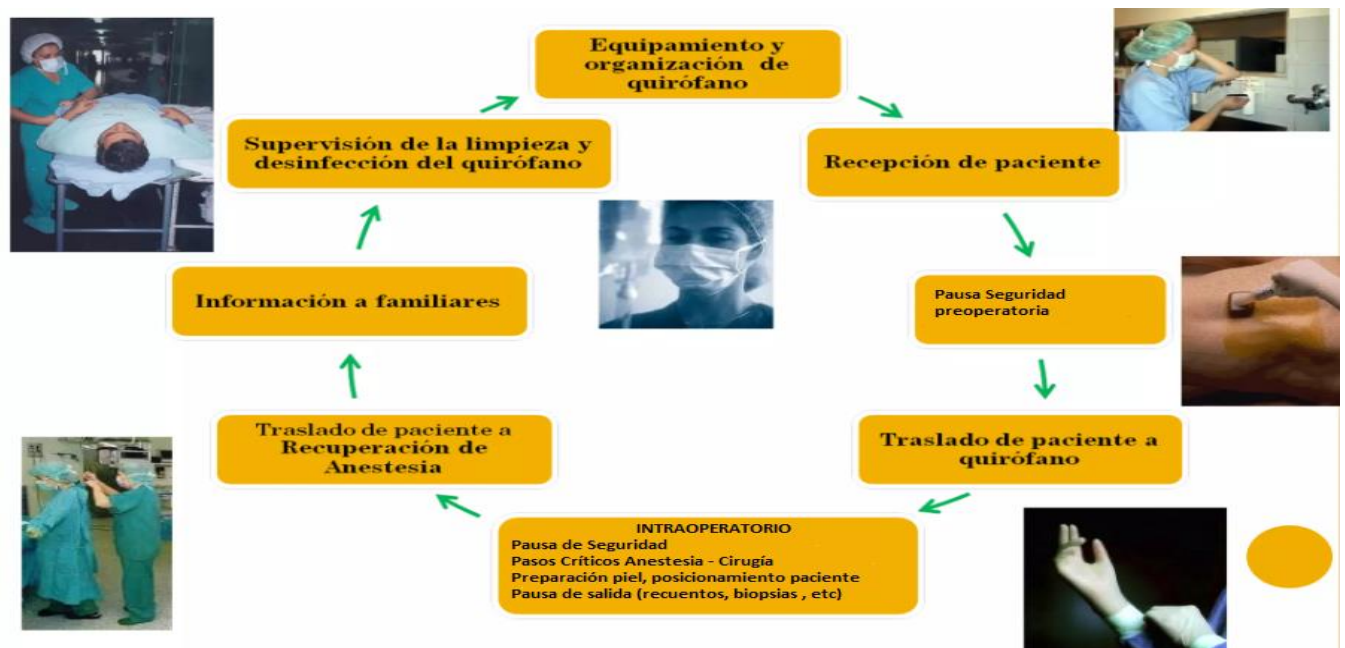 Equipamiento y
organización de
quirófano
Recepción de paciente
Pausa Seguridad
preoperatoria
Traslado de paciente a
quirófano
INTRAOPERATORIO
Pausa de Seguridad
Pasos Críticos Anestesia - Cirugía
Preparación piel, posicionamiento paciente
Pausa de salida (recuentos, biopsias , etc)
Traslado de paciente a
Recuperación de
Anestesia
Información a familiares
Supervisión de la limpieza y
desinfección del quirófano